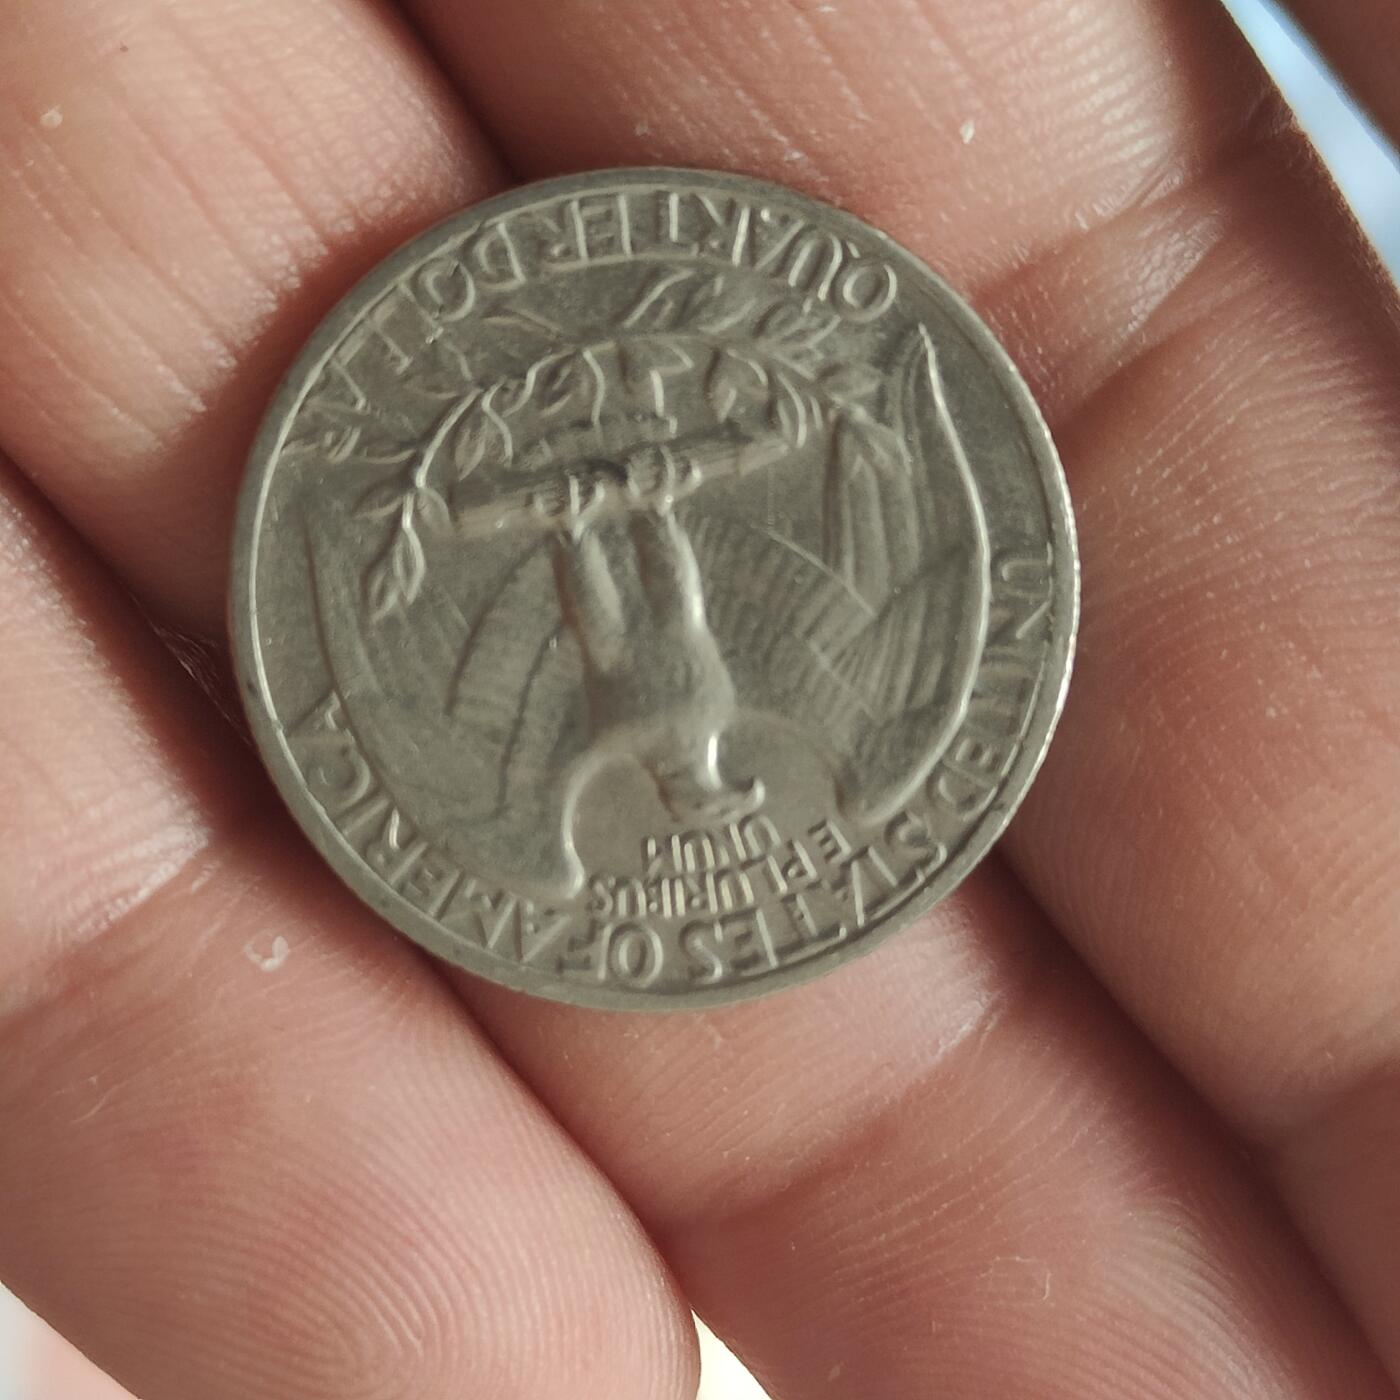 UNITED STATES OF AMERICA
E PLURIBUS
UNUM
QUARTER DOLLAR